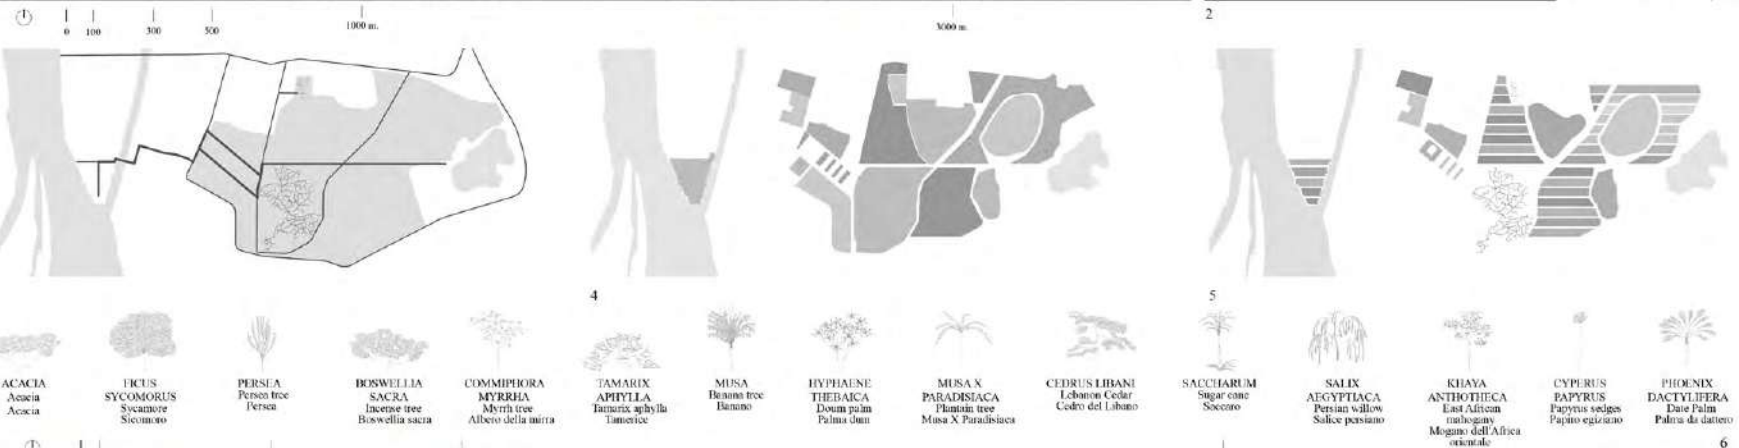 2
0 100 300 500 1000 m. 3000 m.
4
5
ACACIA
Acacia
Acacia
FICUS
SYCOMORUS
Sycamore
Sicomoro
PERSEA
Persea tree
Persea
BOSWELLIA
SACRA
Incense tree
Boswellia sacra
COMMIPHORA
MYRRHA
Myrrh tree
Albero della mirra
TAMARIX
APHYLLA
Tamarix aphylla
Tamerice
MUSA
Banana tree
Banano
HYPHAENE
THEBAICA
Doum palm
Palma dum
MUSA X
PARADISIACA
Plantain tree
Musa X Paradisiaca
CEDRUS LIBANI
Lebanon Cedar
Cedro del Libano
SACCHARUM
Sugar cane
Soccaro
SALIX
AEGYPTIACA
Persian willow
Salice persiano
KHAYA
ANTHOTHECA
East African
mahogany
Mogano dell'Africa
orientale
CYPERUS
PAPYRUS
Papyrus sedges
Papiro egiziano
PHOENIX
DACTYLIFERA
Date Palm
Palma da dattero
6